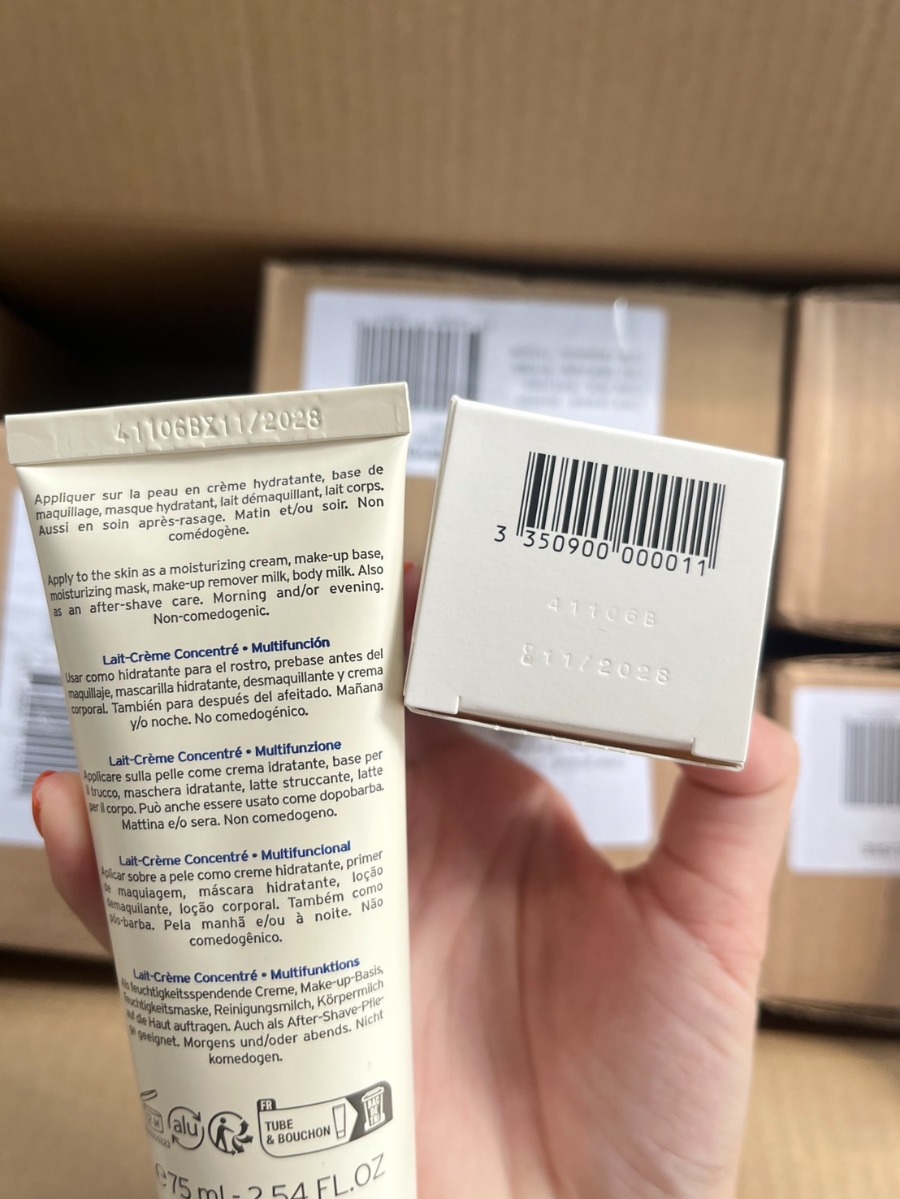 41106B⌛11/2028
Appliquer sur la peau en crème hydratante, base de
maquillage, masque hydratant, lait démaquillant, lait corps.
Aussi en soin après-rasage. Matin et/ou soir. Non
comédogène.
Apply to the skin as a moisturizing cream, make-up base,
moisturizing mask, make-up remover milk, body milk. Also
as an after-shave care. Morning and/or evening.
Non-comedogenic.
Lait-Crème Concentré • Multifunción
Usar como hidratante para el rostro, prebase antes del
maquillaje, mascarilla hidratante, desmaquillante y crema
corporal. También para después del afeitado. Mañana
y/o noche. No comedogénico.
Lait-Crème Concentré • Multifunzione
Applicare sulla pelle come crema idratante, base per
il trucco, maschera idratante, latte struccante, latte
per il corpo. Può anche essere usato come dopobarba.
Mattina e/o sera. Non comedogeno.
Lait-Crème Concentré • Multifuncional
Aplicar sobre a pele como creme hidratante, primer
de maquiagem, máscara hidratante, loção
demaquilante, loção corporal. Também como
pós-barba. Pela manhã e/ou à noite. Não
comedogênico.
Lait-Crème Concentré • Multifunktions
Als feuchtigkeitsspendende Creme, Make-up-Basis,
Feuchtigkeitsmaske, Reinigungsmilch, Körpermilch
auf die Haut auftragen. Auch als After-Shave-Pfle-
ge geeignet. Morgens und/oder abends. Nicht
komedogen.
alu
FR
TUBE
& BOUCHON
BAC
DE
TRI
e75 ml - 2.54 FL.OZ
3 350900 000011
41106B
⌛11/2028